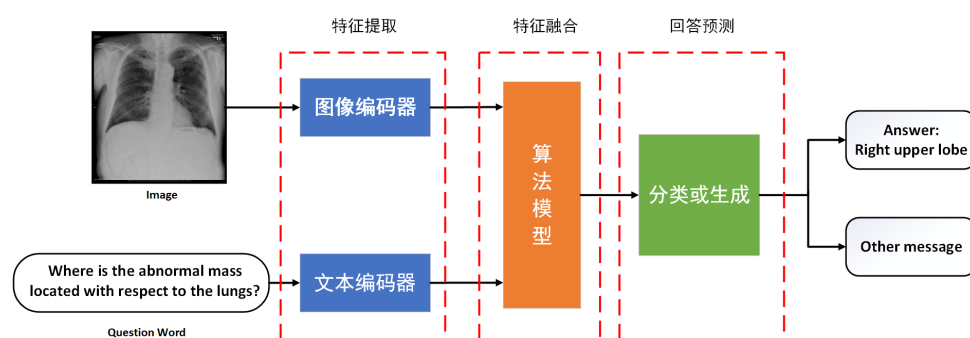 特征提取
特征融合
回答预测
图像编码器
Image
Where is the abnormal mass
located with respect to the lungs?
Question Word
文本编码器
算
法
模
型
分类或生成
Answer:
Right upper lobe
Other message